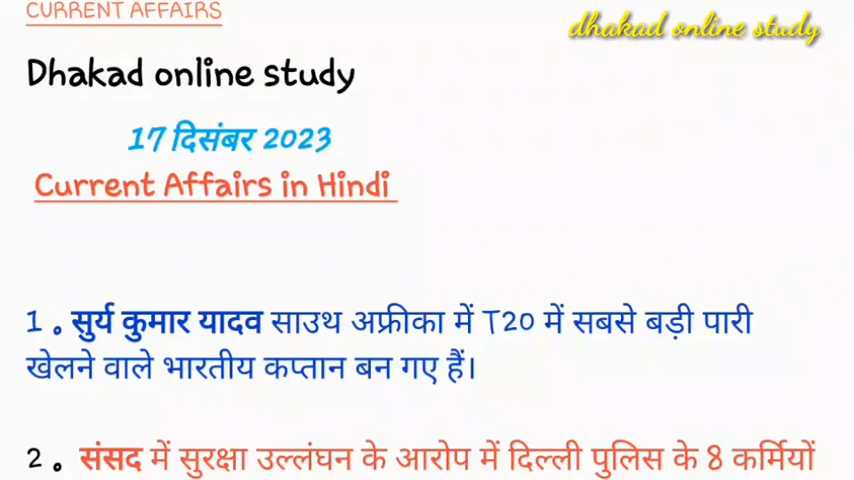 CURRENT AFFAIRS
dhakad online study
Dhakad online study
17 दिसंबर 2023
Current Affairs in Hindi
1 . सुर्य कुमार यादव साउथ अफ्रीका में T20 में सबसे बड़ी पारी
खेलने वाले भारतीय कप्तान बन गए हैं।
2 . संसद में सुरक्षा उल्लंघन के आरोप में दिल्ली पुलिस के 8 कर्मियों